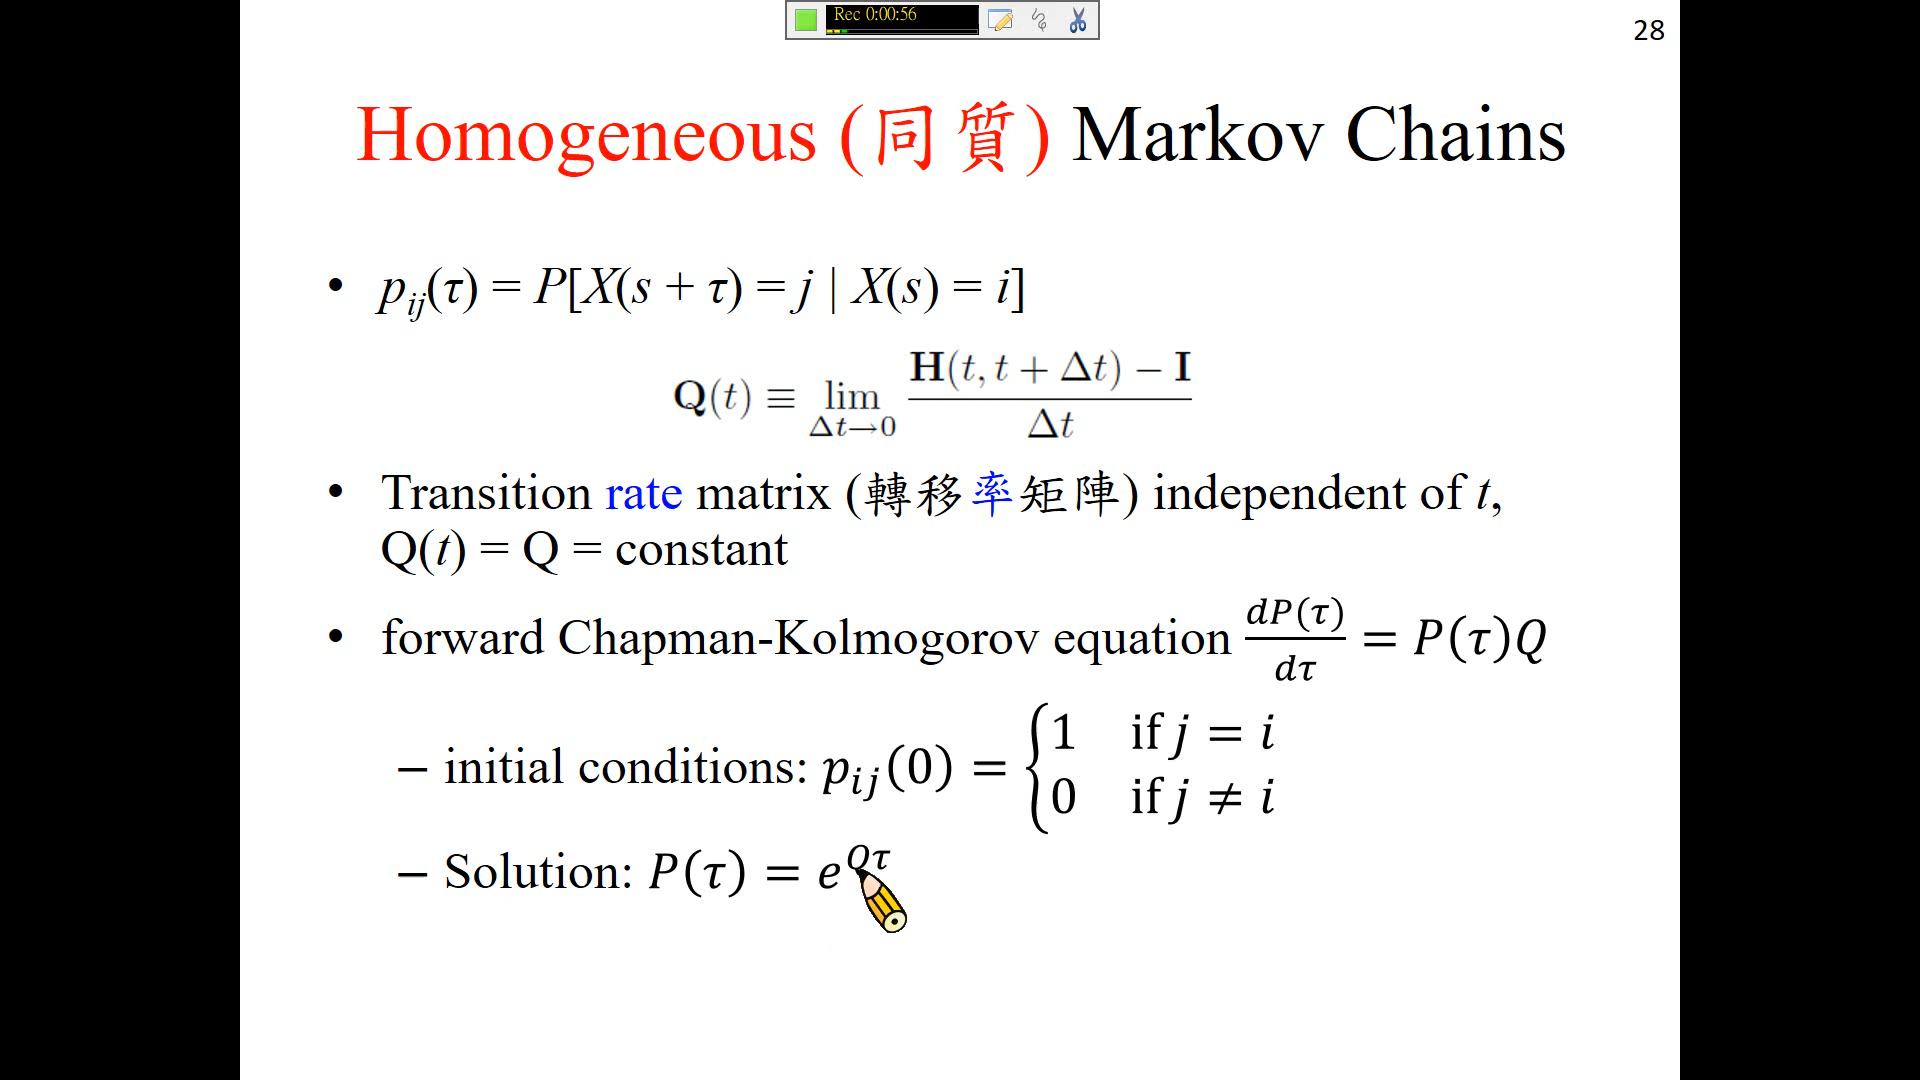 Rec 0:00:56
28
Homogeneous (同質) Markov Chains
• pᵢⱼ(τ) = P[X(s + τ) = j | X(s) = i]
Q(t) ≡ lim_{Δt→0} (H(t, t + Δt) − I) / Δt
• Transition rate matrix (轉移率矩陣) independent of t,
Q(t) = Q = constant
• forward Chapman-Kolmogorov equation dP(τ)/dτ = P(τ)Q
– initial conditions: pᵢⱼ(0) = { 1 if j = i
0 if j ≠ i
– Solution: P(τ) = e^{Qτ}